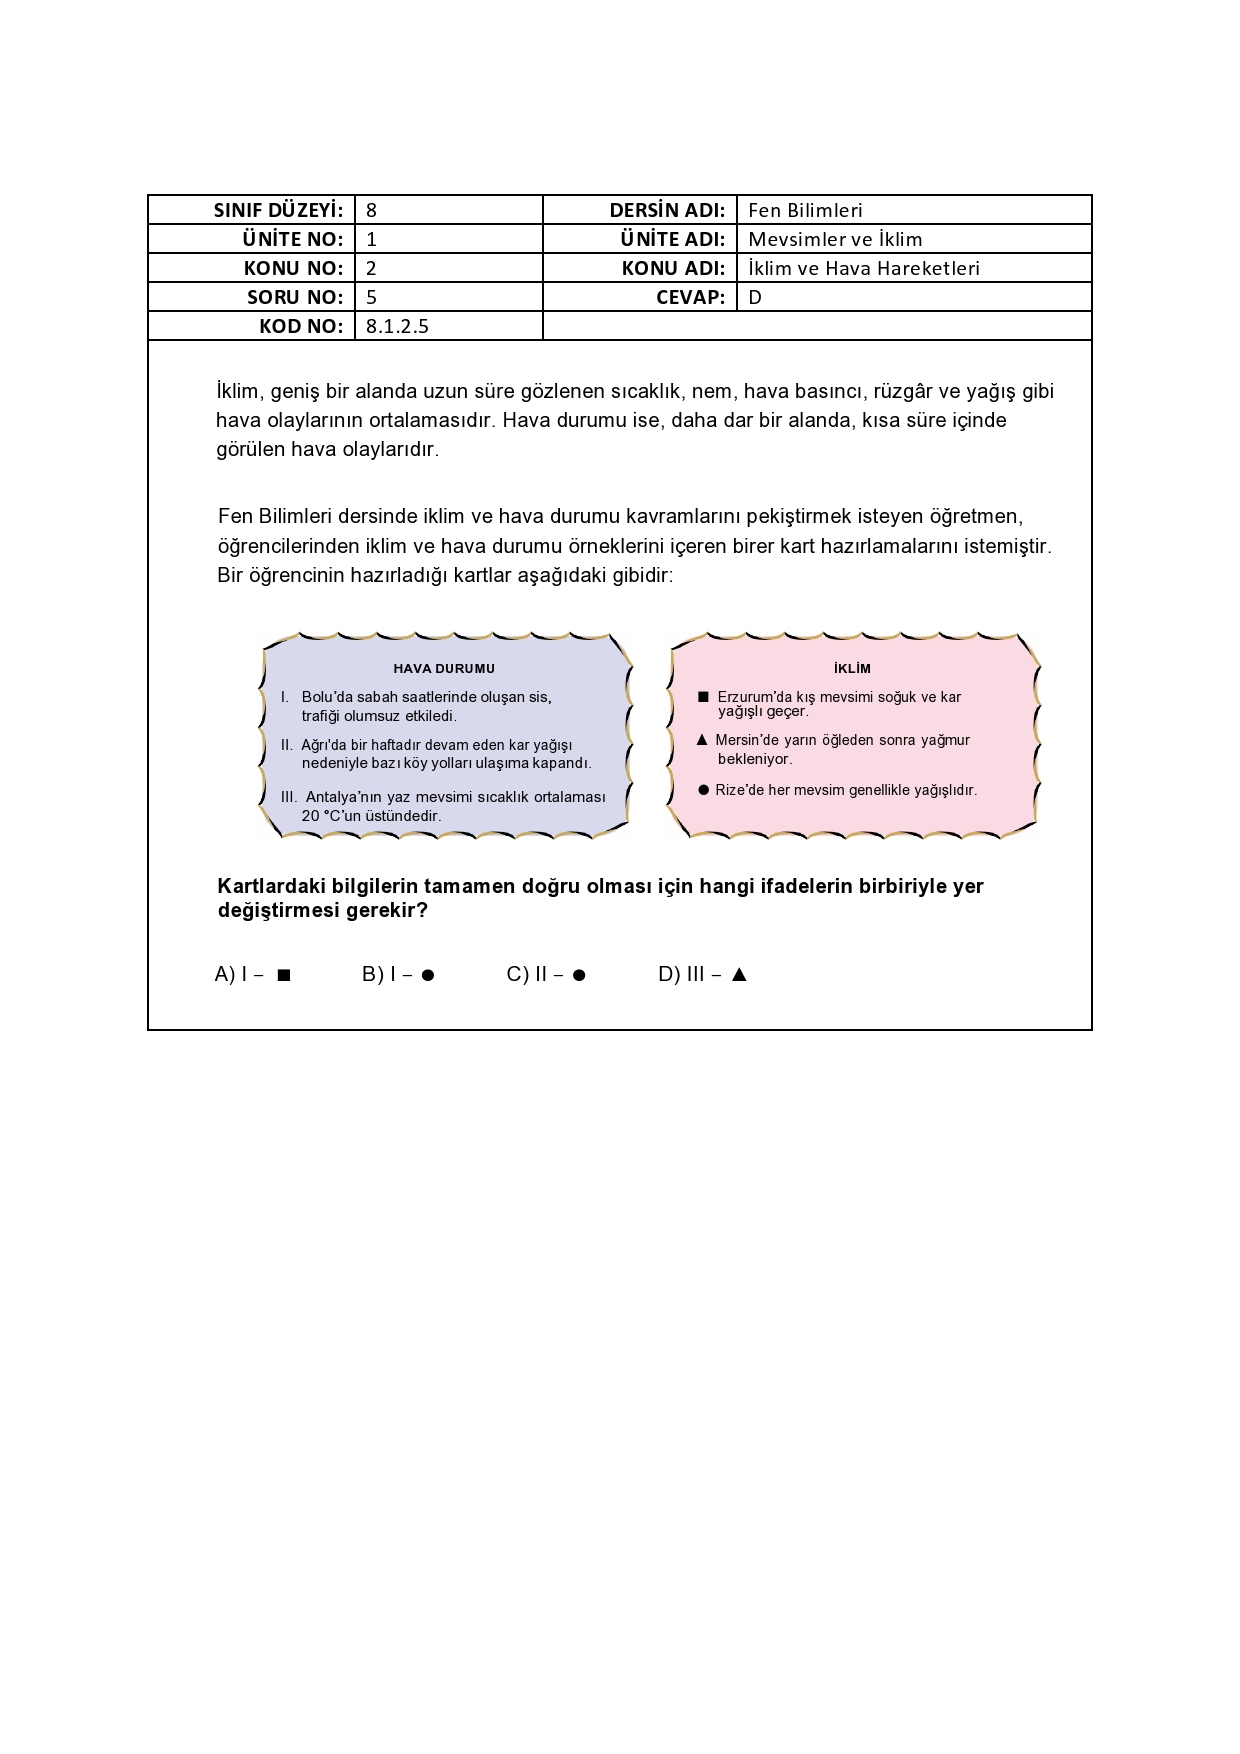 SINIF DÜZEYİ: 8 DERSİN ADI: Fen Bilimleri
ÜNİTE NO: 1 ÜNİTE ADI: Mevsimler ve İklim
KONU NO: 2 KONU ADI: İklim ve Hava Hareketleri
SORU NO: 5 CEVAP: D
KOD NO: 8.1.2.5
İklim, geniş bir alanda uzun süre gözlenen sıcaklık, nem, hava basıncı, rüzgâr ve yağış gibi
hava olaylarının ortalamasıdır. Hava durumu ise, daha dar bir alanda, kısa süre içinde
görülen hava olaylarıdır.
Fen Bilimleri dersinde iklim ve hava durumu kavramlarını pekiştirmek isteyen öğretmen,
öğrencilerinden iklim ve hava durumu örneklerini içeren birer kart hazırlamalarını istemiştir.
Bir öğrencinin hazırladığı kartlar aşağıdaki gibidir:
HAVA DURUMU
I. Bolu’da sabah saatlerinde oluşan sis,
trafiği olumsuz etkiledi.
II. Ağrı'da bir haftadır devam eden kar yağışı
nedeniyle bazı köy yolları ulaşıma kapandı.
III. Antalya’nın yaz mevsimi sıcaklık ortalaması
20 °C’un üstündedir.
İKLİM
■ Erzurum’da kış mevsimi soğuk ve kar
yağışlı geçer.
▲ Mersin’de yarın öğleden sonra yağmur
bekleniyor.
● Rize’de her mevsim genellikle yağışlıdır.
Kartlardaki bilgilerin tamamen doğru olması için hangi ifadelerin birbiriyle yer
değiştirmesi gerekir?
A) I – ■ B) I – ● C) II – ● D) III – ▲